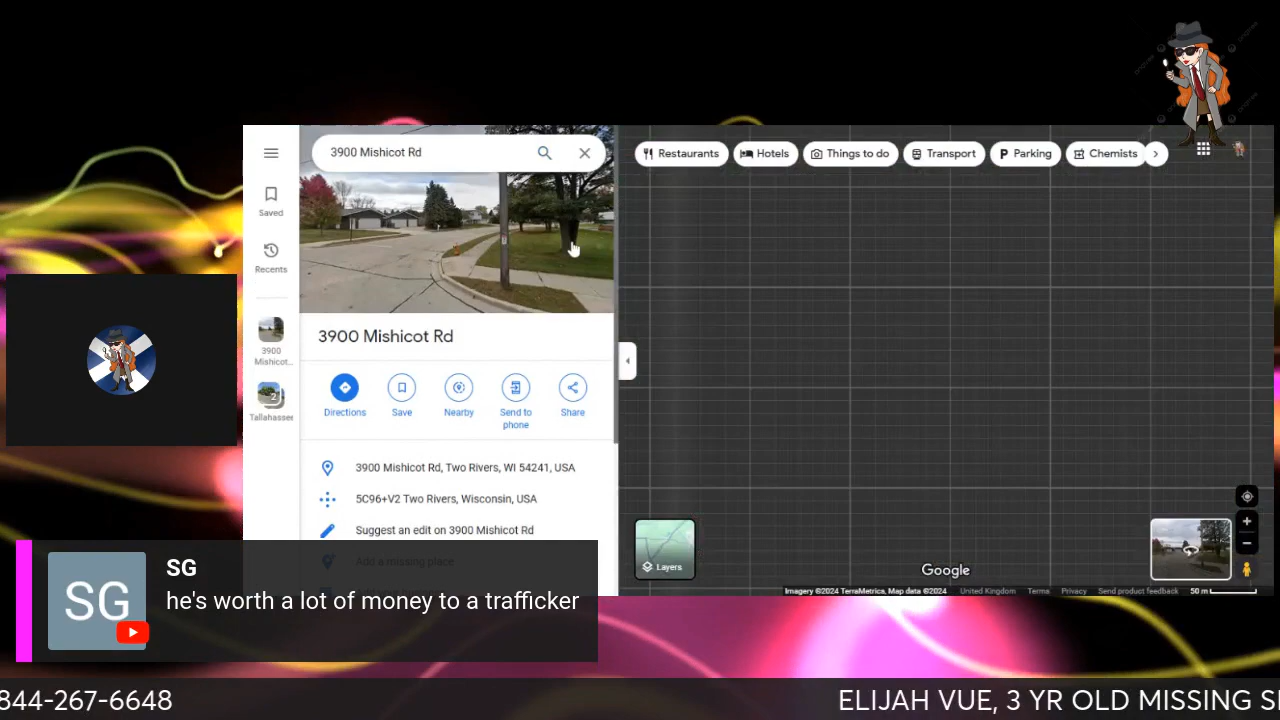 3900 Mishicot Rd
Restaurants
Hotels
Things to do
Transport
Parking
Chemists
Saved
Recents
3900
Mishicot...
2
Tallahassee
3900 Mishicot Rd
Directions
Save
Nearby
Send to
phone
Share
3900 Mishicot Rd, Two Rivers, WI 54241, USA
5C96+V2 Two Rivers, Wisconsin, USA
Suggest an edit on 3900 Mishicot Rd
Add a missing place
Layers
Google
Imagery ©2024 TerraMetrics, Map data ©2024 United Kingdom Terms Privacy Send product feedback 50 m
SG
SG
he's worth a lot of money to a trafficker
844-267-6648
ELIJAH VUE, 3 YR OLD MISSING S